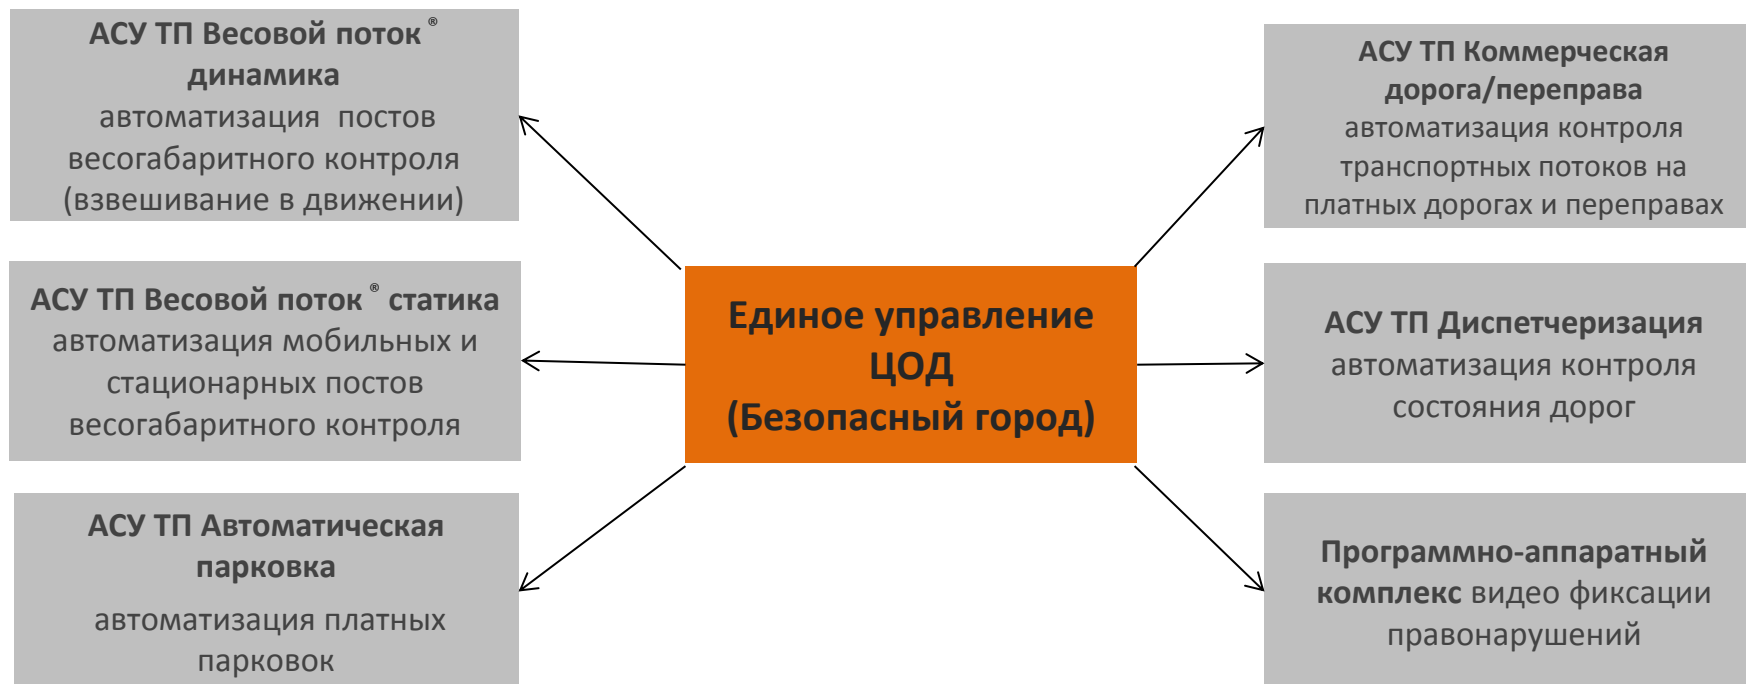 АСУ ТП Весовой поток ®
динамика
автоматизация постов
весогабаритного контроля
(взвешивание в движении)
АСУ ТП Весовой поток ® статика
автоматизация мобильных и
стационарных постов
весогабаритного контроля
АСУ ТП Автоматическая
парковка
автоматизация платных
парковок
Единое управление
ЦОД
(Безопасный город)
АСУ ТП Коммерческая
дорога/переправа
автоматизация контроля
транспортных потоков на
платных дорогах и переправах
АСУ ТП Диспетчеризация
автоматизация контроля
состояния дорог
Программно-аппаратный
комплекс видео фиксации
правонарушений